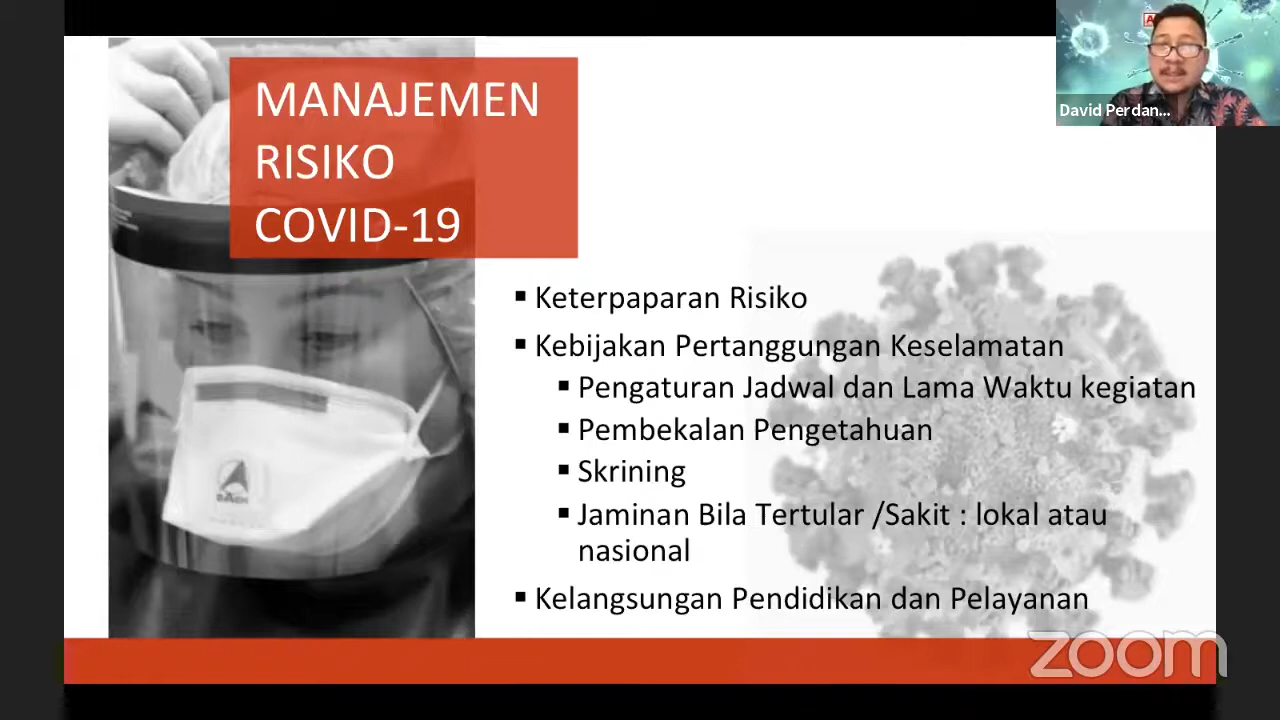 MANAJEMEN
RISIKO
COVID-19
David Perdan...
▪ Keterpaparan Risiko
▪ Kebijakan Pertanggungan Keselamatan
▪ Pengaturan Jadwal dan Lama Waktu kegiatan
▪ Pembekalan Pengetahuan
▪ Skrining
▪ Jaminan Bila Tertular /Sakit : lokal atau
nasional
▪ Kelangsungan Pendidikan dan Pelayanan
zoom